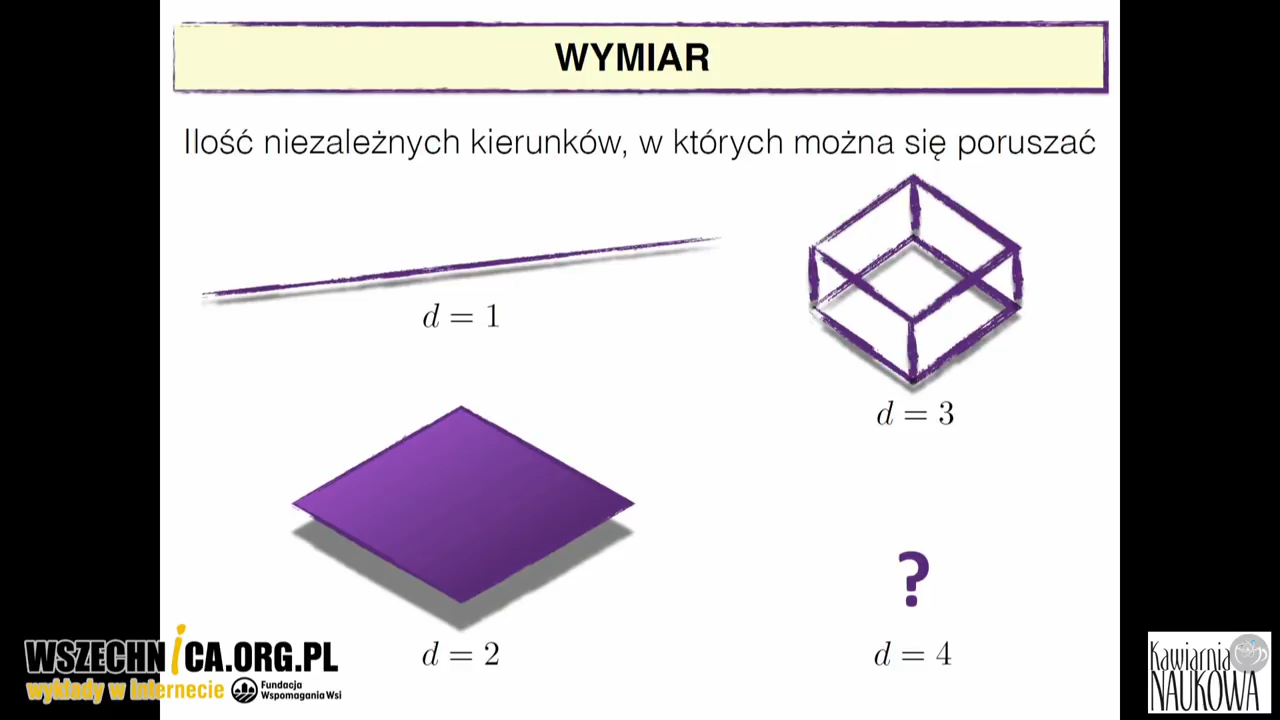 WYMIAR
Ilość niezależnych kierunków, w których można się poruszać
d = 1
d = 3
d = 2
?
d = 4
WSZECHNiCA.ORG.PL
wykłady w internecie
Fundacja
Wspomagania Wsi
Kawiarnia
NAUKOWA